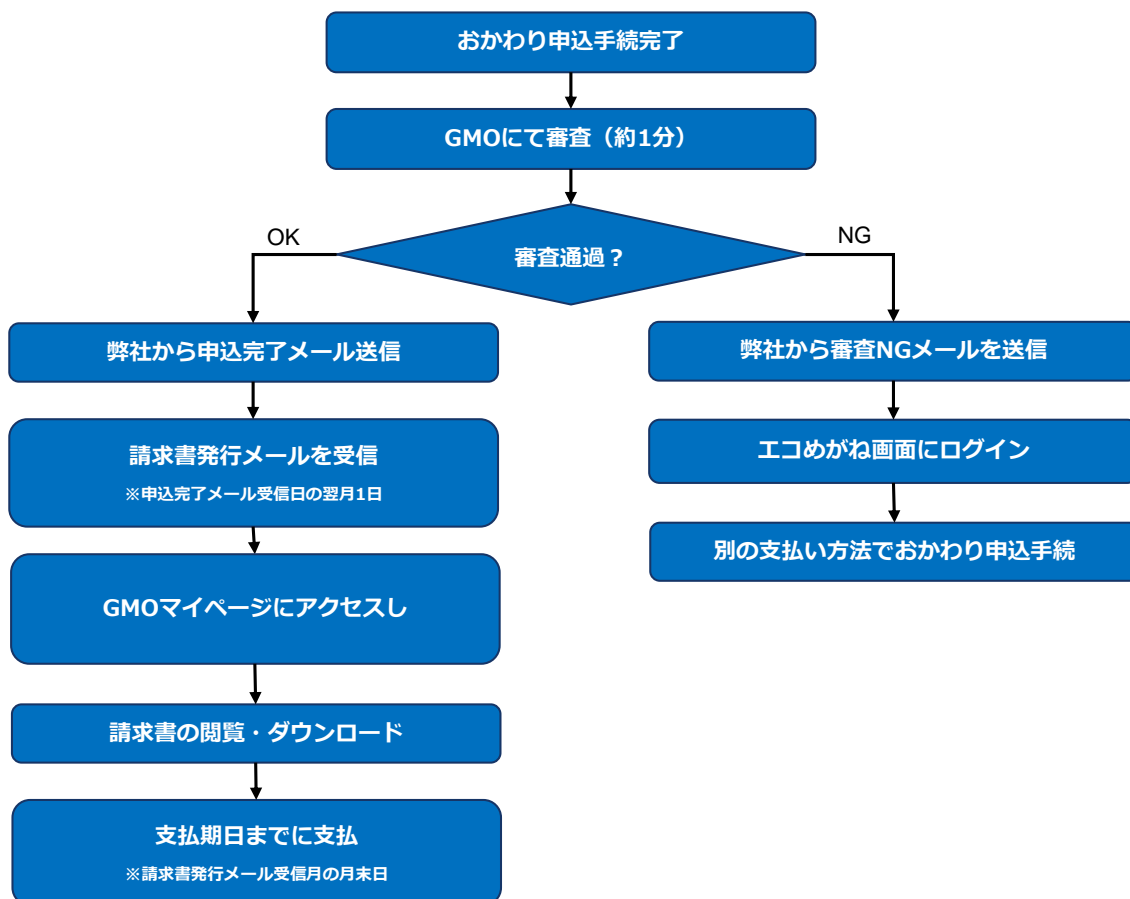 おかわり申込手続完了
GMOにて審査（約1分）
審査通過？
OK
NG
弊社から申込完了メール送信
請求書発行メールを受信
※申込完了メール受信日の翌月1日
GMOマイページにアクセスし
請求書の閲覧・ダウンロード
支払期日までに支払
※請求書発行メール受信月の月末日
弊社から審査NGメールを送信
エコめがね画面にログイン
別の支払い方法でおかわり申込手続